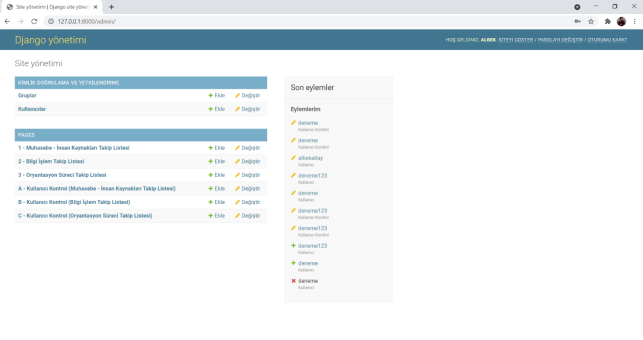 Site yönetimi | Django site yönet
127.0.0.1:8000/admin/
Django yönetimi
HOŞ GELDİNİZ, ALBEK. SİTEYİ GÖSTER / PAROLAYI DEĞİŞTİR / OTURUMU KAPAT
Site yönetimi
KİMLİK DOĞRULAMA VE YETKİLENDİRME
Gruplar + Ekle Değiştir
Kullanıcılar + Ekle Değiştir
PAGES
1 - Muhasebe - İnsan Kaynakları Takip Listesi + Ekle Değiştir
2 - Bilgi İşlem Takip Listesi + Ekle Değiştir
3 - Oryantasyon Süreci Takip Listesi + Ekle Değiştir
A - Kullanıcı Kontrol (Muhasebe - İnsan Kaynakları Takip Listesi) + Ekle Değiştir
B - Kullanıcı Kontrol (Bilgi İşlem Takip Listesi) + Ekle Değiştir
C - Kullanıcı Kontrol (Oryantasyon Süreci Takip Listesi) + Ekle Değiştir
Son eylemler
Eylemlerim
deneme
Kullanıcı Kontrol
deneme
Kullanıcı Kontrol
albekaltay
Kullanıcı
deneme123
Kullanıcı
deneme
Kullanıcı Kontrol
deneme123
Kullanıcı Kontrol
deneme123
Kullanıcı Kontrol
+ deneme123
Kullanıcı
+ deneme
Kullanıcı
deneme
Kullanıcı